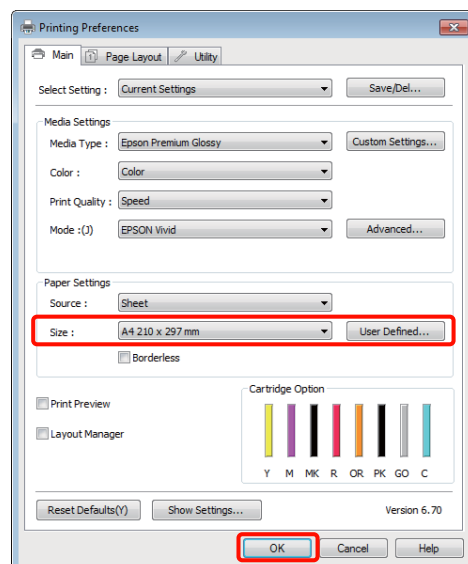 Printing Preferences
Main Page Layout Utility
Select Setting : Current Settings Save/Del...
Media Settings
Media Type : Epson Premium Glossy Custom Settings...
Color : Color
Print Quality : Speed
Mode :(J) EPSON Vivid Advanced...
Paper Settings
Source : Sheet
Size : A4 210 x 297 mm User Defined...
Borderless
Print Preview
Layout Manager
Cartridge Option
Y M MK R OR PK GO C
Reset Defaults(Y) Show Settings... Version 6.70
OK Cancel Help